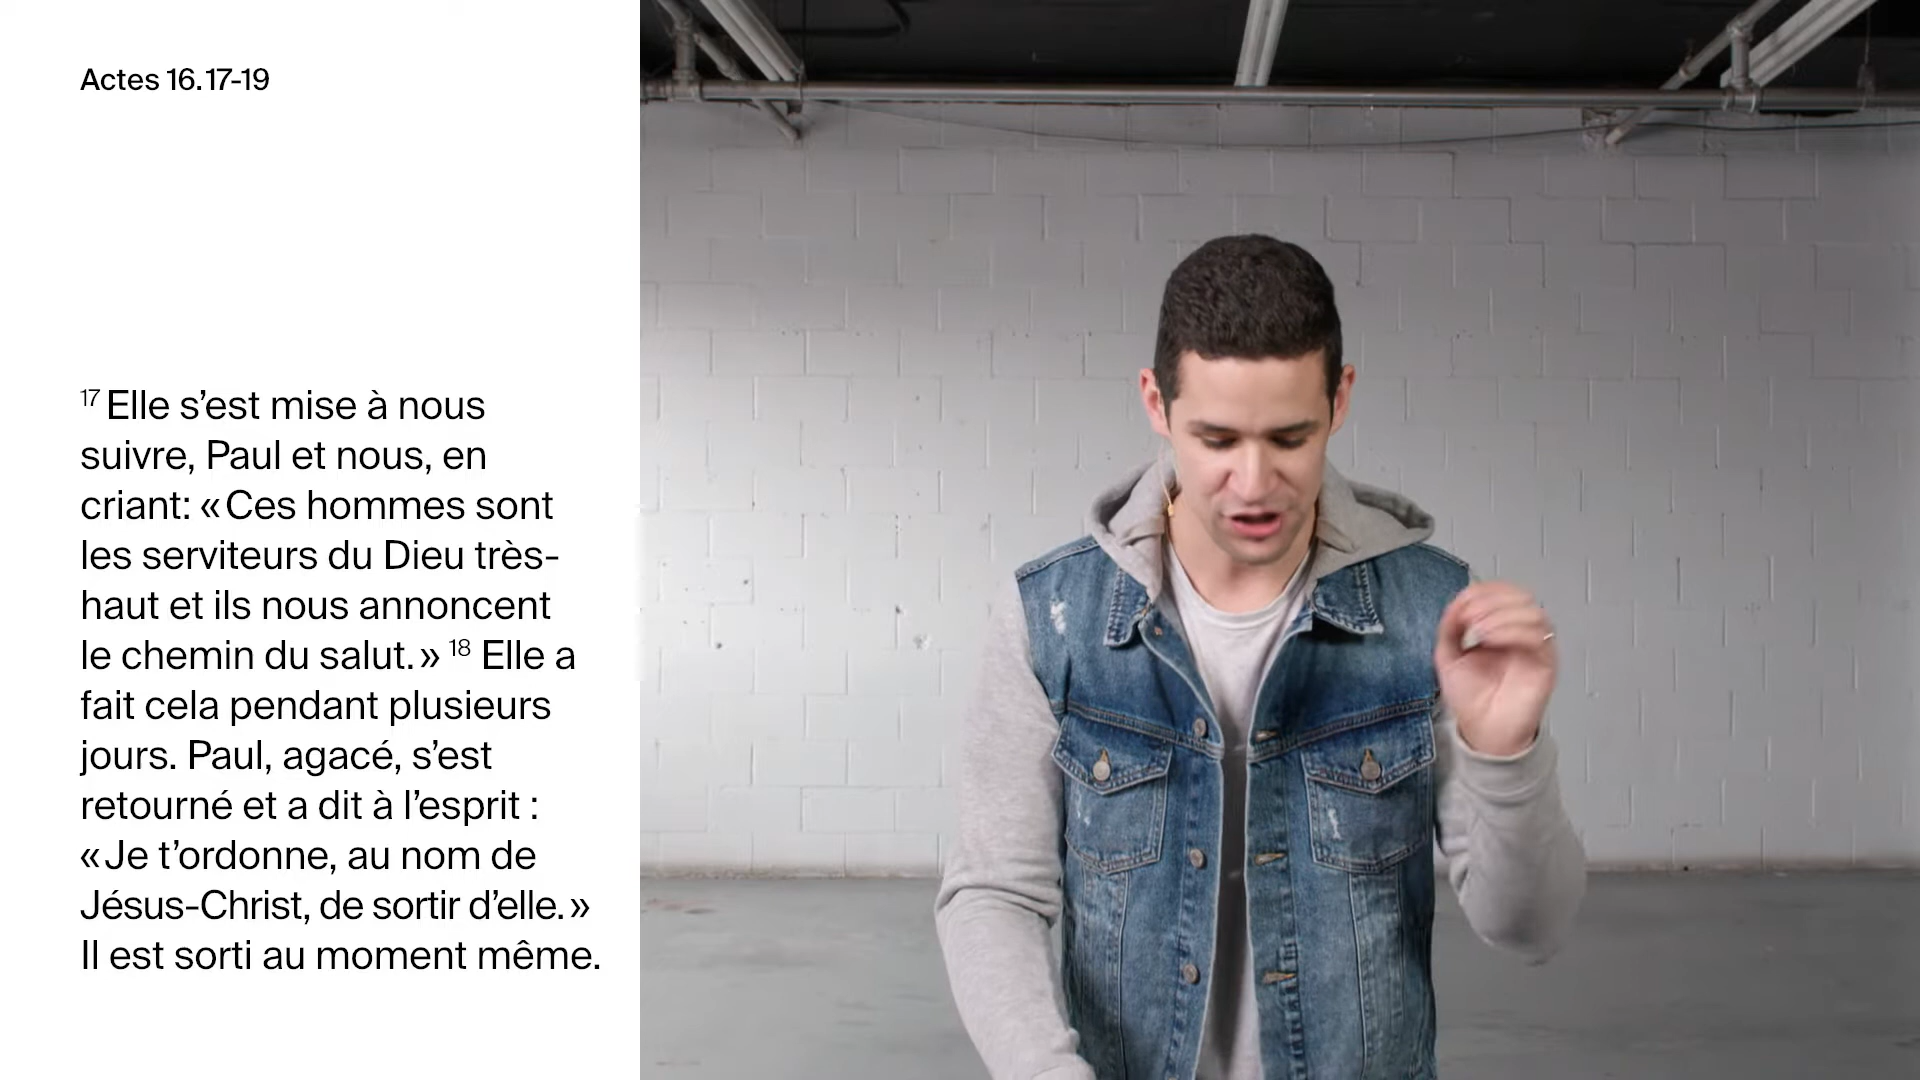 Actes 16.17-19
17 Elle s’est mise à nous
suivre, Paul et nous, en
criant: «Ces hommes sont
les serviteurs du Dieu très-
haut et ils nous annoncent
le chemin du salut.» 18 Elle a
fait cela pendant plusieurs
jours. Paul, agacé, s’est
retourné et a dit à l’esprit :
«Je t’ordonne, au nom de
Jésus-Christ, de sortir d’elle.»
Il est sorti au moment même.